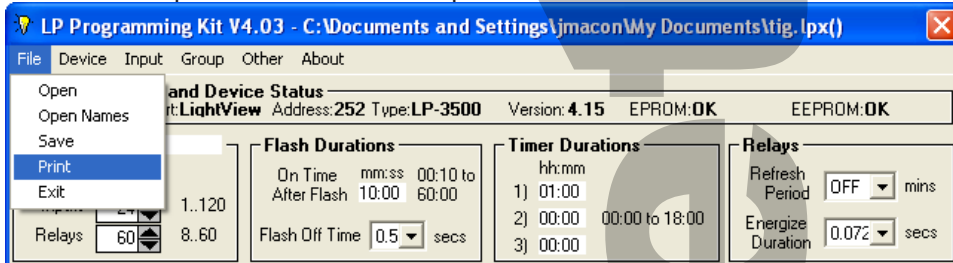 LP Programming Kit V4.03 - C:\Documents and Settings\jmacon\My Documents\tig.lpx()
File Device Input Group Other About
Open
Open Names
Save
Print
Exit
and Device Status
rt:LightView Address:252 Type:LP-3500 Version:4.15 EPROM:OK EEPROM:OK
24 1..120
Relays 60 8..60
Flash Durations
On Time mm:ss 00:10 to
After Flash 10:00 60:00
Flash Off Time 0.5 secs
Timer Durations
hh:mm
1) 01:00
2) 00:00 00:00 to 18:00
3) 00:00
Relays
Refresh
Period OFF mins
Energize
Duration 0.072 secs